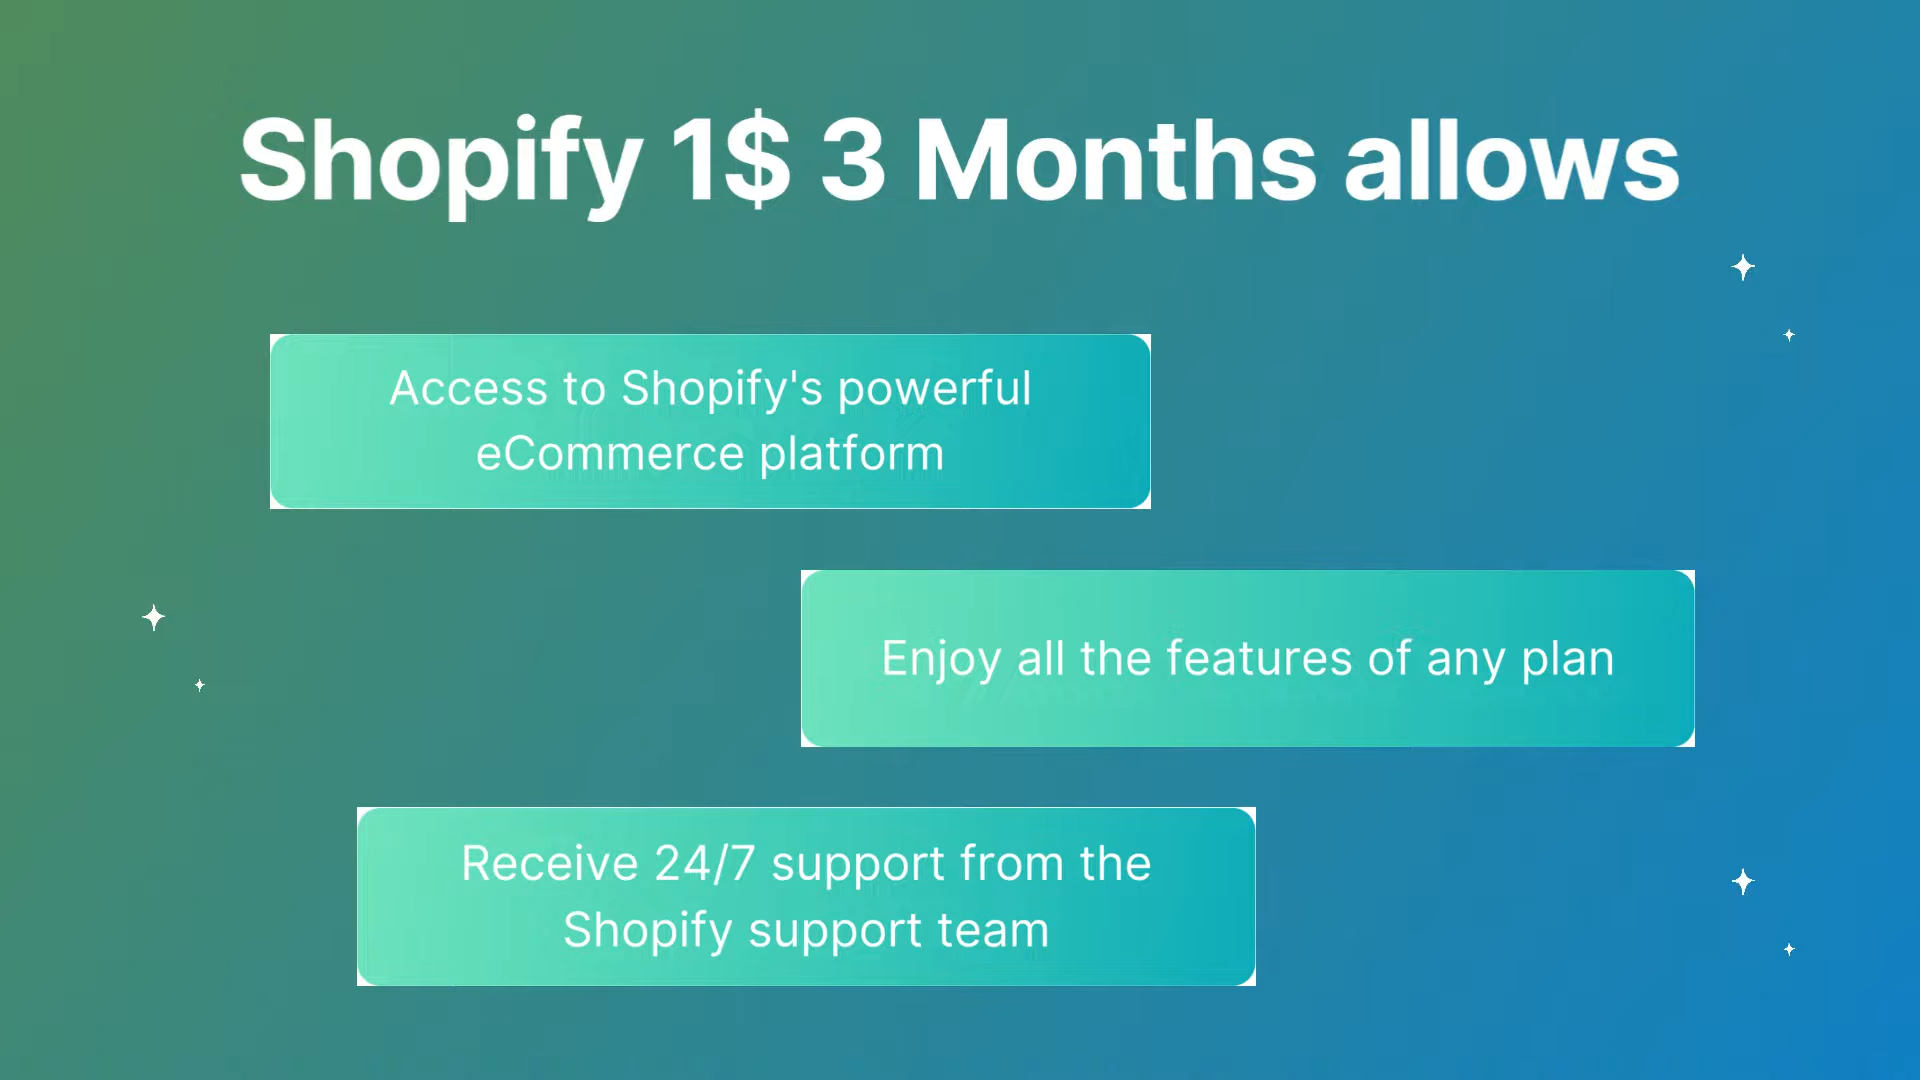 Shopify 1$ 3 Months allows
Access to Shopify's powerful
eCommerce platform
Enjoy all the features of any plan
Receive 24/7 support from the
Shopify support team